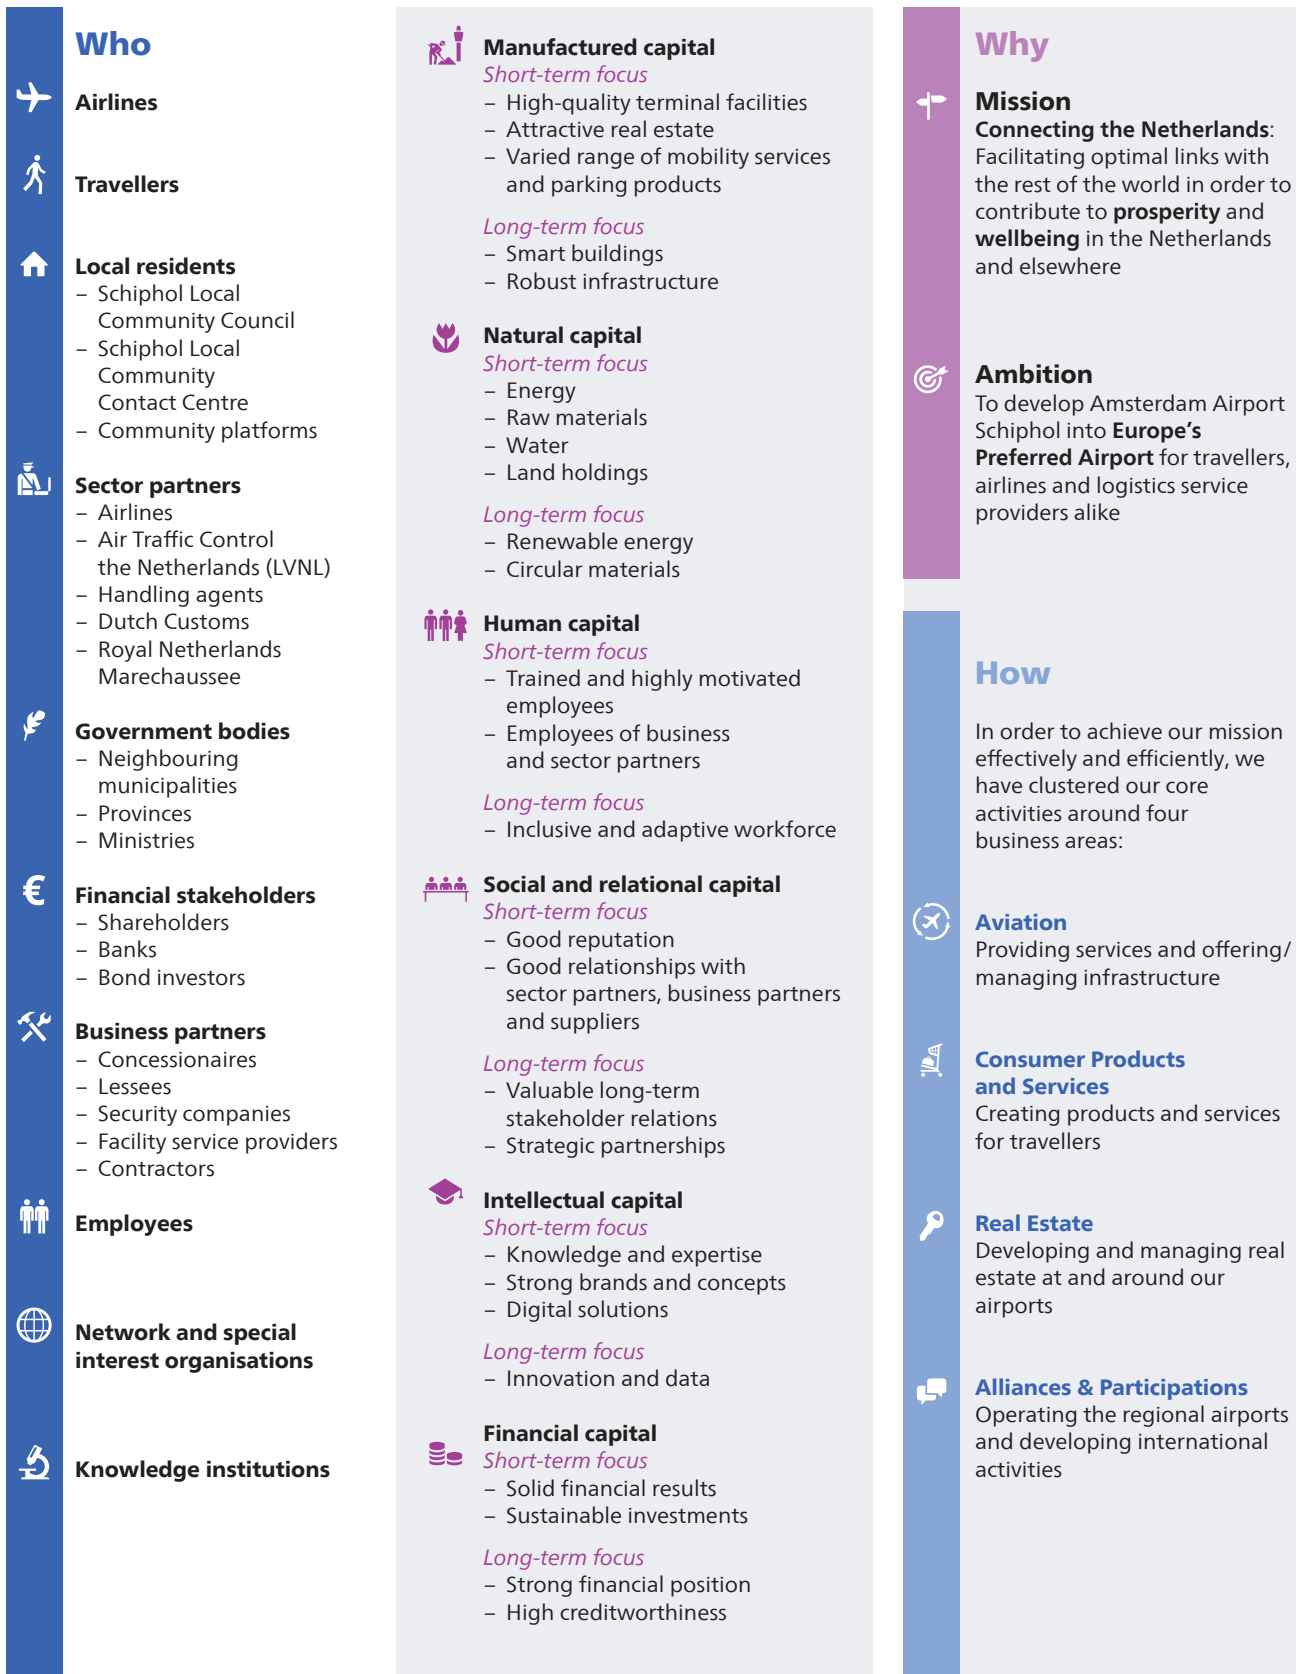 Who
Airlines
Travellers
Local residents
– Schiphol Local
Community Council
– Schiphol Local
Community
Contact Centre
– Community platforms
Sector partners
– Airlines
– Air Traffic Control
the Netherlands (LVNL)
– Handling agents
– Dutch Customs
– Royal Netherlands
Marechaussee
Government bodies
– Neighbouring
municipalities
– Provinces
– Ministries
€
Financial stakeholders
– Shareholders
– Banks
– Bond investors
Business partners
– Concessionaires
– Lessees
– Security companies
– Facility service providers
– Contractors
Employees
Network and special
interest organisations
Knowledge institutions
Manufactured capital
Short-term focus
– High-quality terminal facilities
– Attractive real estate
– Varied range of mobility services
and parking products
Long-term focus
– Smart buildings
– Robust infrastructure
Natural capital
Short-term focus
– Energy
– Raw materials
– Water
– Land holdings
Long-term focus
– Renewable energy
– Circular materials
Human capital
Short-term focus
– Trained and highly motivated
employees
– Employees of business
and sector partners
Long-term focus
– Inclusive and adaptive workforce
Social and relational capital
Short-term focus
– Good reputation
– Good relationships with
sector partners, business partners
and suppliers
Long-term focus
– Valuable long-term
stakeholder relations
– Strategic partnerships
Intellectual capital
Short-term focus
– Knowledge and expertise
– Strong brands and concepts
– Digital solutions
Long-term focus
– Innovation and data
Financial capital
Short-term focus
– Solid financial results
– Sustainable investments
Long-term focus
– Strong financial position
– High creditworthiness
Why
Mission
Connecting the Netherlands:
Facilitating optimal links with
the rest of the world in order to
contribute to prosperity and
wellbeing in the Netherlands
and elsewhere
Ambition
To develop Amsterdam Airport
Schiphol into Europe's
Preferred Airport for travellers,
airlines and logistics service
providers alike
How
In order to achieve our mission
effectively and efficiently, we
have clustered our core
activities around four
business areas:
Aviation
Providing services and offering/
managing infrastructure
Consumer Products
and Services
Creating products and services
for travellers
Real Estate
Developing and managing real
estate at and around our
airports
Alliances & Participations
Operating the regional airports
and developing international
activities